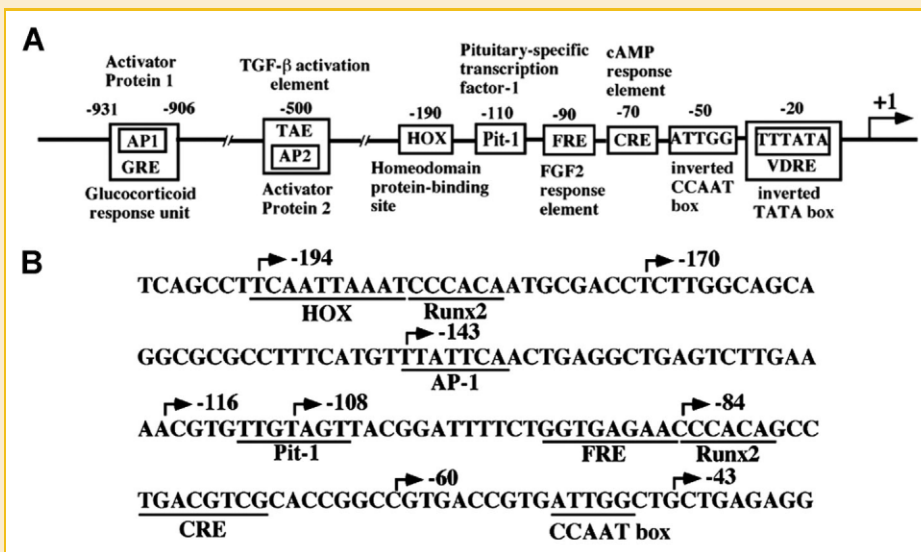 A
Activator Protein 1
-931 -906
AP1
GRE
Glucocorticoid response unit
TGF-β activation element
-500
TAE
AP2
Activator Protein 2
-190
HOX
Homeodomain protein-binding site
Pituitary-specific transcription factor-1
-110
Pit-1
-90
FRE
FGF2 response element
cAMP response element
-70
CRE
-50
ATTGG
inverted CCAAT box
-20
TTTATA
VDRE
inverted TATA box
+1
B
-194 -170
TCAGCCTTCAATTAAATCCCACAATGCGACCTCTTGGCAGCA
HOX Runx2
-143
GGCGCGCCTTTCATGTTTATTCAACTGAGGCTGAGTCTTGAA
AP-1
-116 -108 -84
AACGTGTTGTAGTTACGGATTTTCTGGTGAGAACCCACAGCC
Pit-1 FRE Runx2
-60 -43
TGACGTCGCACCGGCCGTGACCGTGATTGGCTGCTGAGAGG
CRE CCAAT box